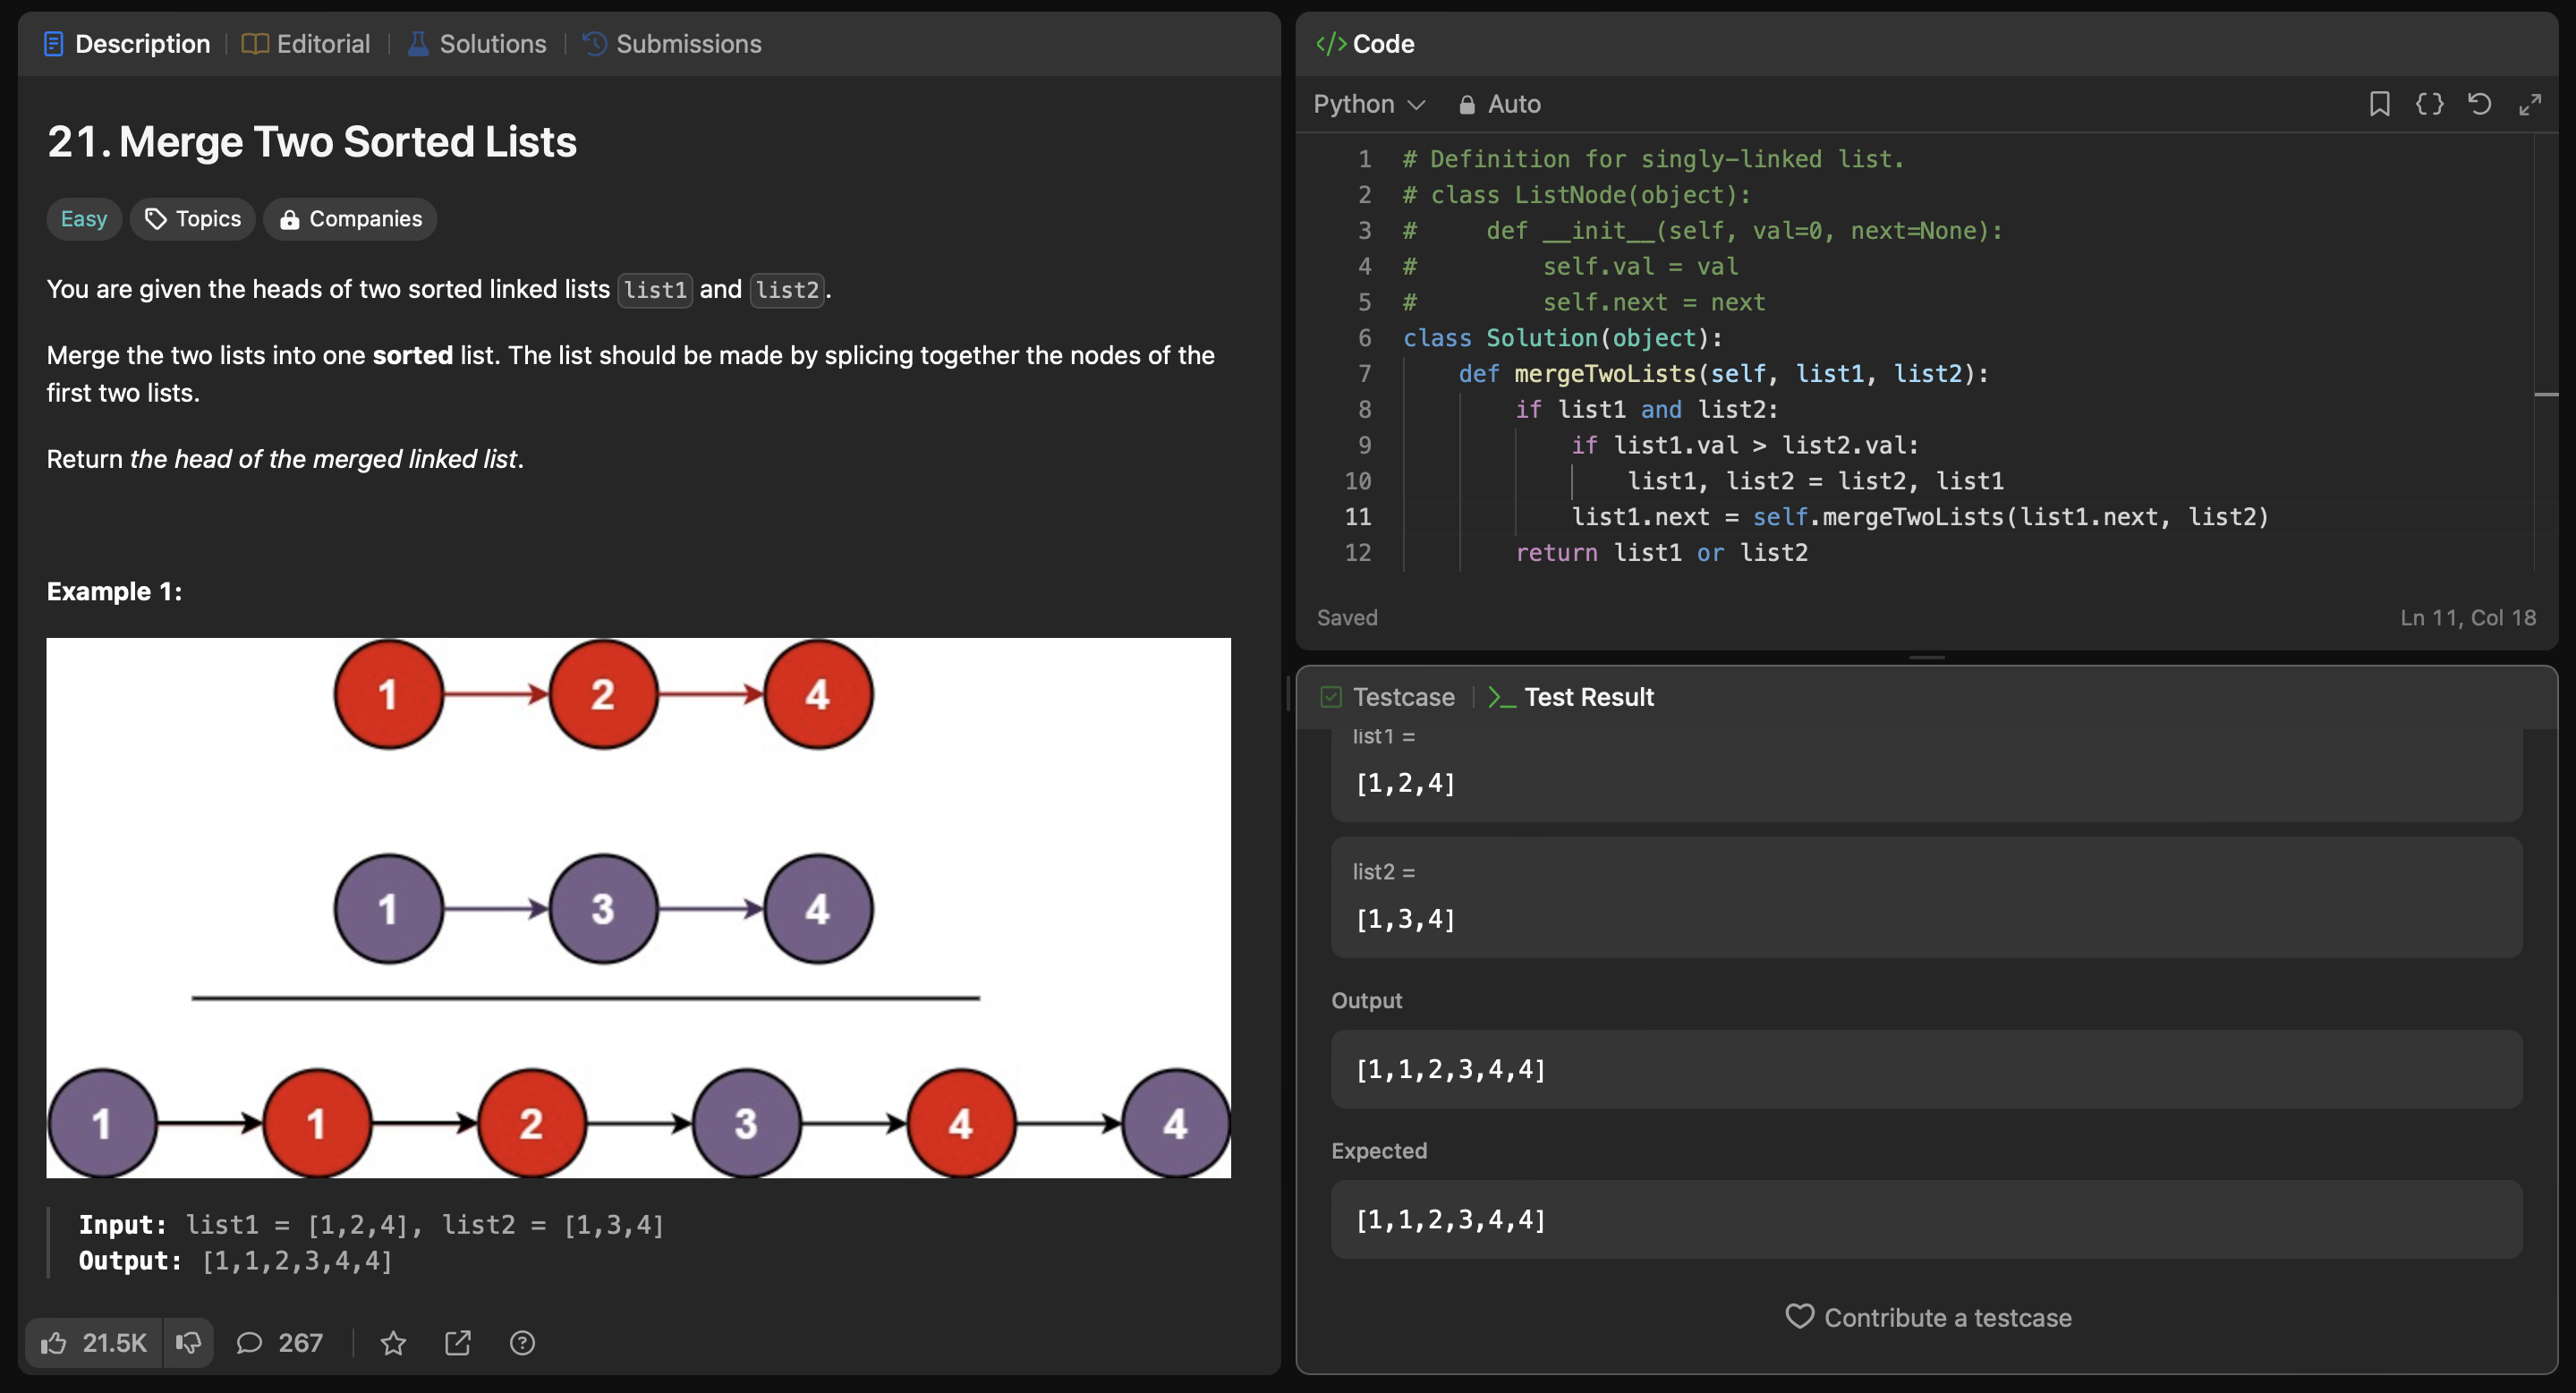 Description | Editorial | Solutions | Submissions
21. Merge Two Sorted Lists
Easy Topics Companies
You are given the heads of two sorted linked lists list1 and list2.
Merge the two lists into one sorted list. The list should be made by splicing together the nodes of the
first two lists.
Return the head of the merged linked list.
Example 1:
1 2 4
1 3 4
1 1 2 3 4 4
Input: list1 = [1,2,4], list2 = [1,3,4]
Output: [1,1,2,3,4,4]
21.5K 267
</> Code
Python Auto
1 # Definition for singly-linked list.
2 # class ListNode(object):
3 #     def __init__(self, val=0, next=None):
4 #         self.val = val
5 #         self.next = next
6 class Solution(object):
7     def mergeTwoLists(self, list1, list2):
8         if list1 and list2:
9             if list1.val > list2.val:
10                 list1, list2 = list2, list1
11             list1.next = self.mergeTwoLists(list1.next, list2)
12         return list1 or list2
Saved Ln 11, Col 18
Testcase | >_ Test Result
list1 =
[1,2,4]
list2 =
[1,3,4]
Output
[1,1,2,3,4,4]
Expected
[1,1,2,3,4,4]
Contribute a testcase